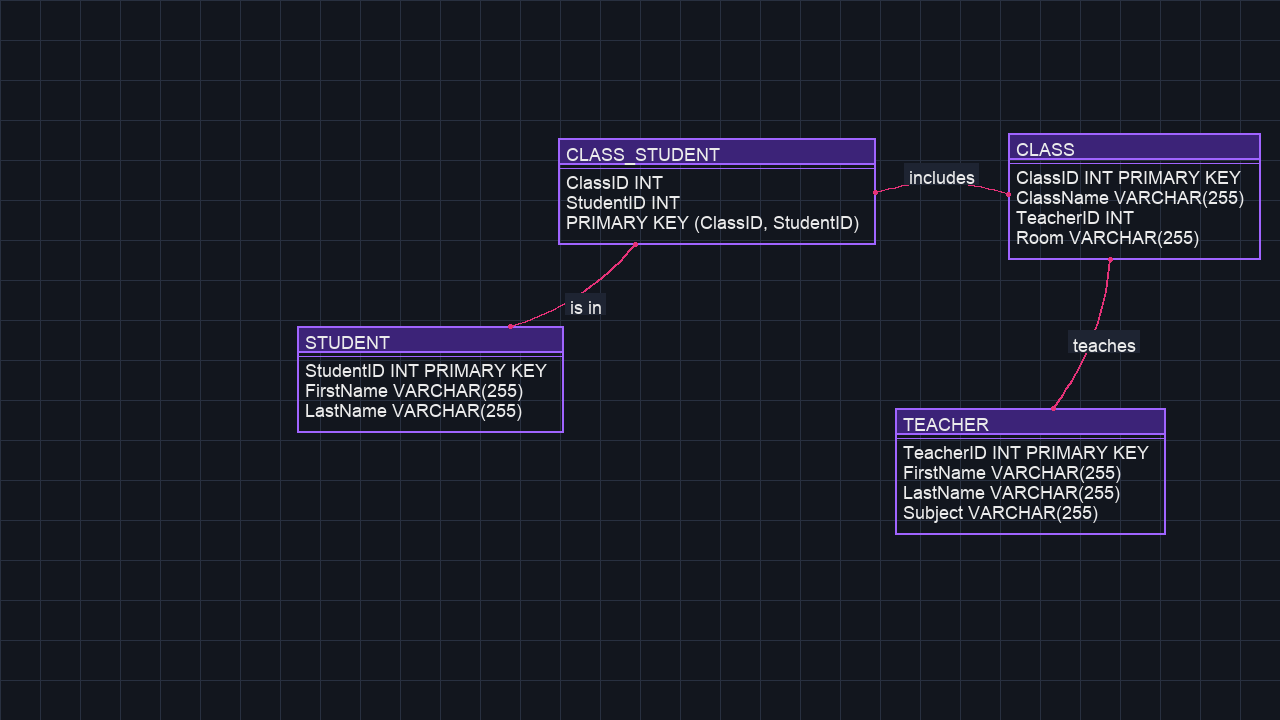 CLASS_STUDENT
ClassID INT
StudentID INT
PRIMARY KEY (ClassID, StudentID)
includes
CLASS
ClassID INT PRIMARY KEY
ClassName VARCHAR(255)
TeacherID INT
Room VARCHAR(255)
is in
STUDENT
StudentID INT PRIMARY KEY
FirstName VARCHAR(255)
LastName VARCHAR(255)
teaches
TEACHER
TeacherID INT PRIMARY KEY
FirstName VARCHAR(255)
LastName VARCHAR(255)
Subject VARCHAR(255)